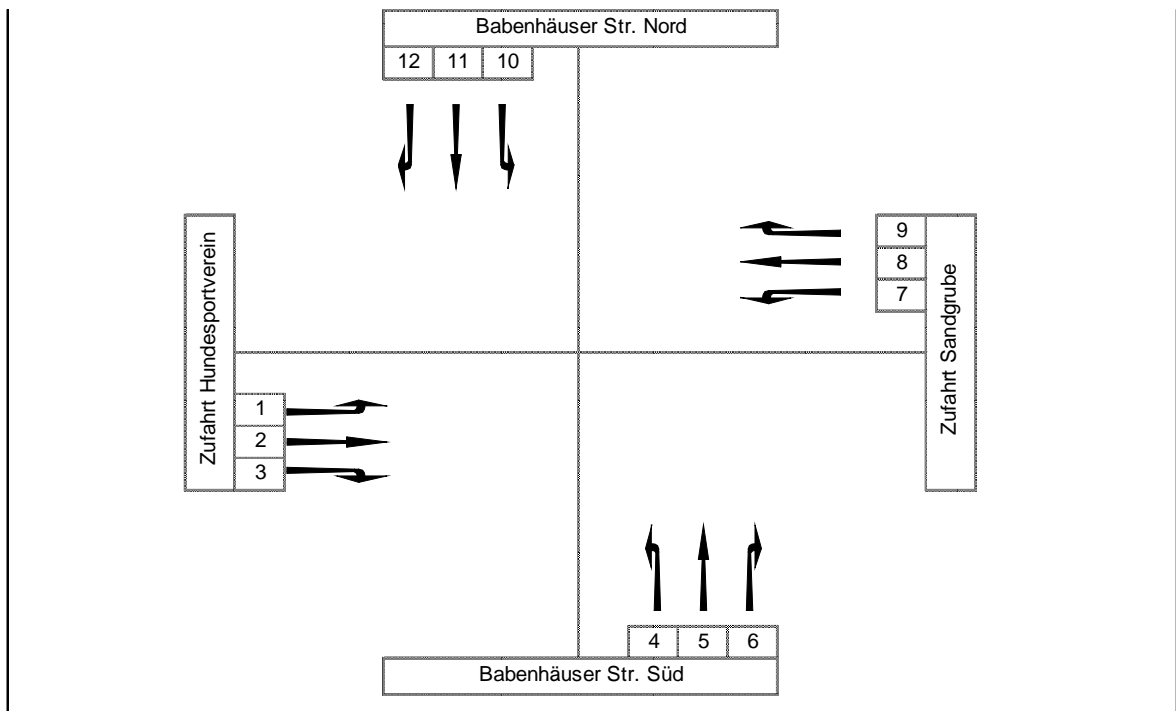 Babenhäuser Str. Nord
12 11 10
Zufahrt Hundesportverein
9
8
7
Zufahrt Sandgrube
1
2
3
4 5 6
Babenhäuser Str. Süd